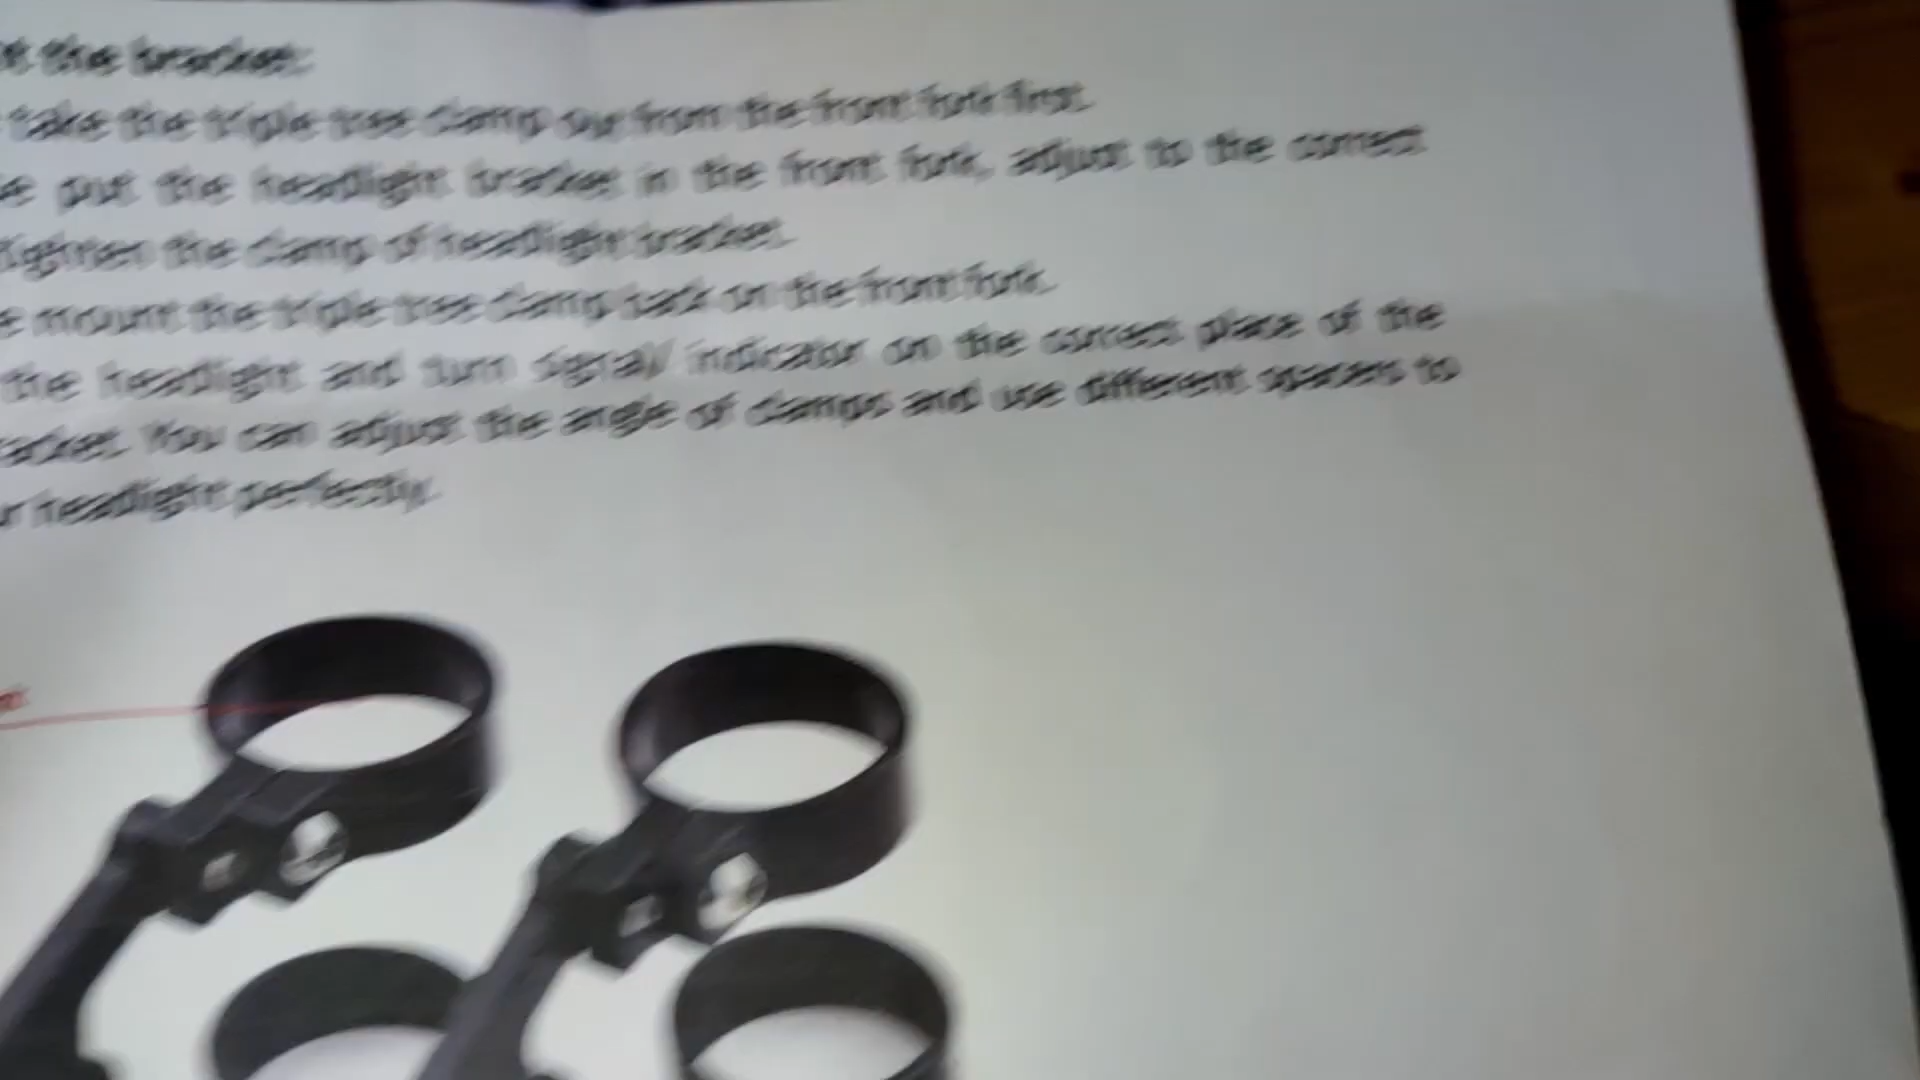 the bracket:
take the triple tree clamp out from the front fork first.
put the headlight bracket in the front fork, adjust to the correct
tighten the clamp of headlight bracket.
mount the triple tree clamp back on the front fork.
the headlight and turn signal/ indicator on the correct place of the
You can adjust the angle of clamps and use different spacers to
headlight perfectly.